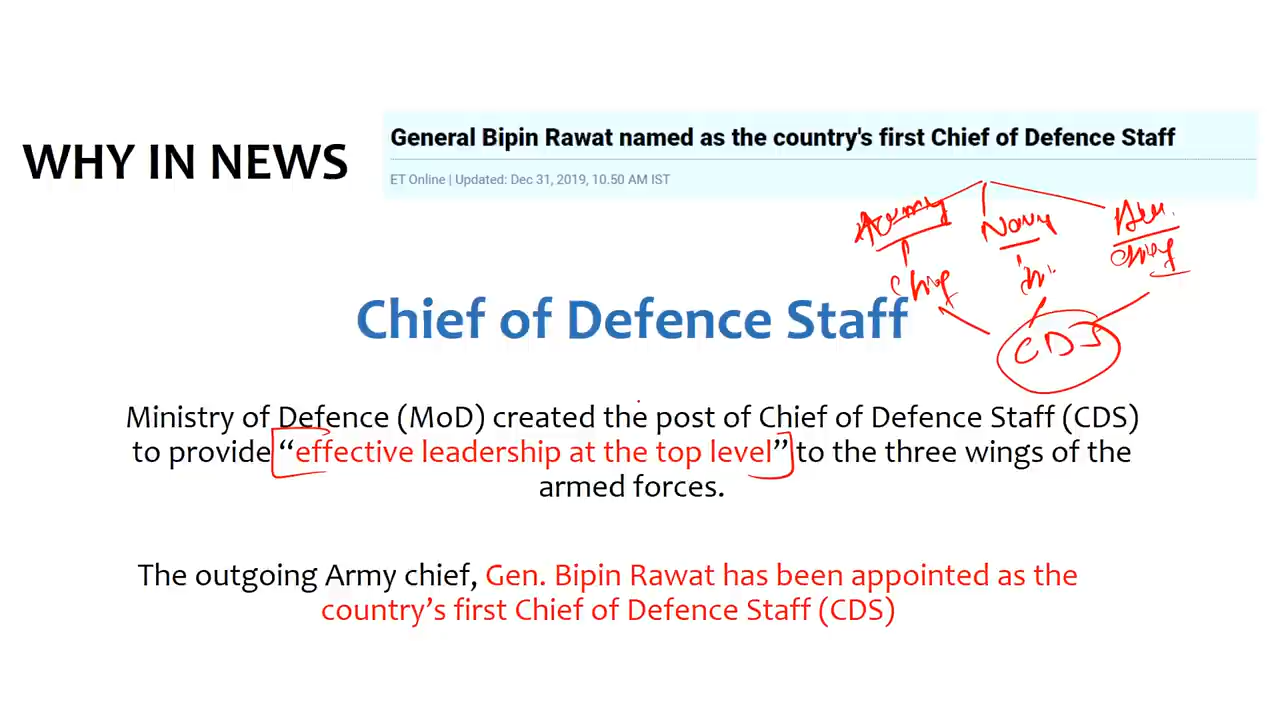 WHY IN NEWS
General Bipin Rawat named as the country's first Chief of Defence Staff
ET Online | Updated: Dec 31, 2019, 10.50 AM IST
Army
Navy
Chief
CDS
Chief of Defence Staff
Ministry of Defence (MoD) created the post of Chief of Defence Staff (CDS)
to provide “effective leadership at the top level” to the three wings of the
armed forces.
The outgoing Army chief, Gen. Bipin Rawat has been appointed as the
country’s first Chief of Defence Staff (CDS)